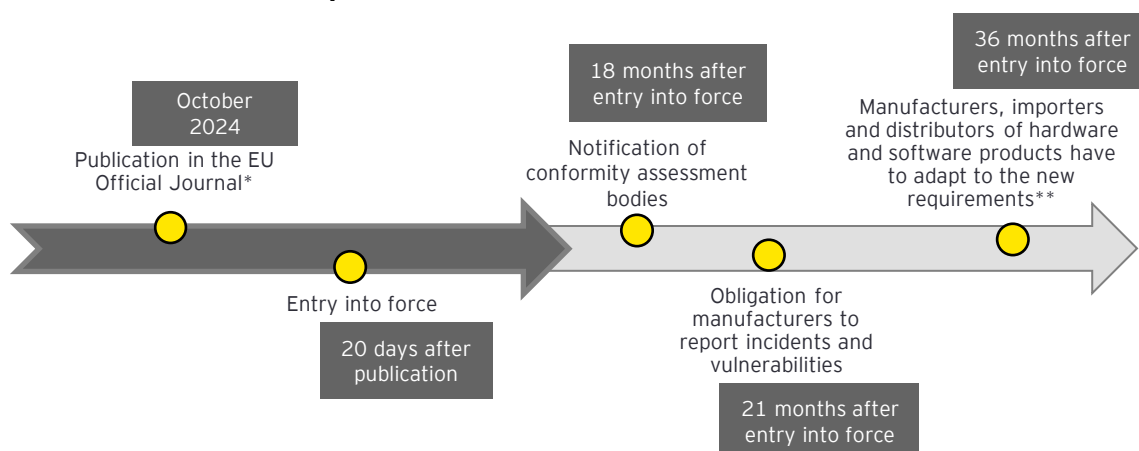 October
2024
Publication in the EU
Official Journal*
Entry into force
20 days after
publication
18 months after
entry into force
Notification of
conformity assessment
bodies
Obligation for
manufacturers to
report incidents and
vulnerabilities
21 months after
entry into force
36 months after
entry into force
Manufacturers, importers
and distributors of hardware
and software products have
to adapt to the new
requirements**